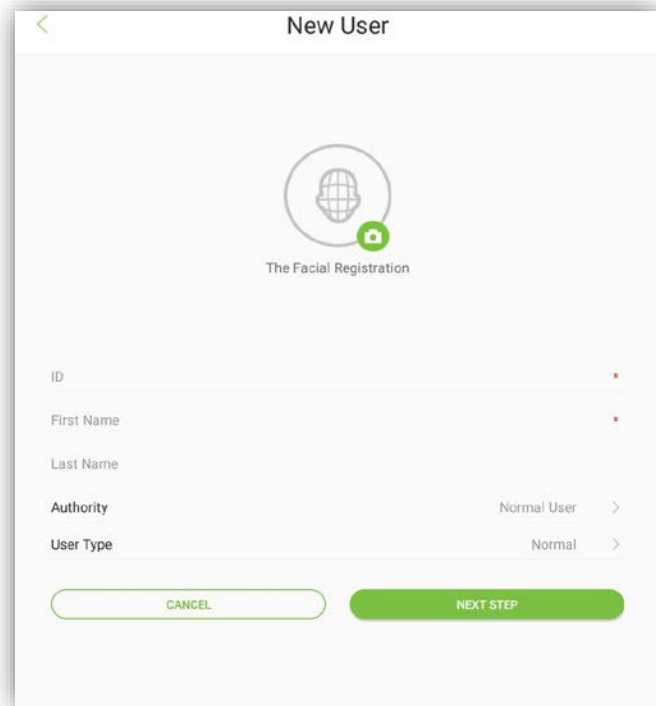 New User
The Facial Registration
ID *
First Name *
Last Name
Authority Normal User
User Type Normal
CANCEL NEXT STEP